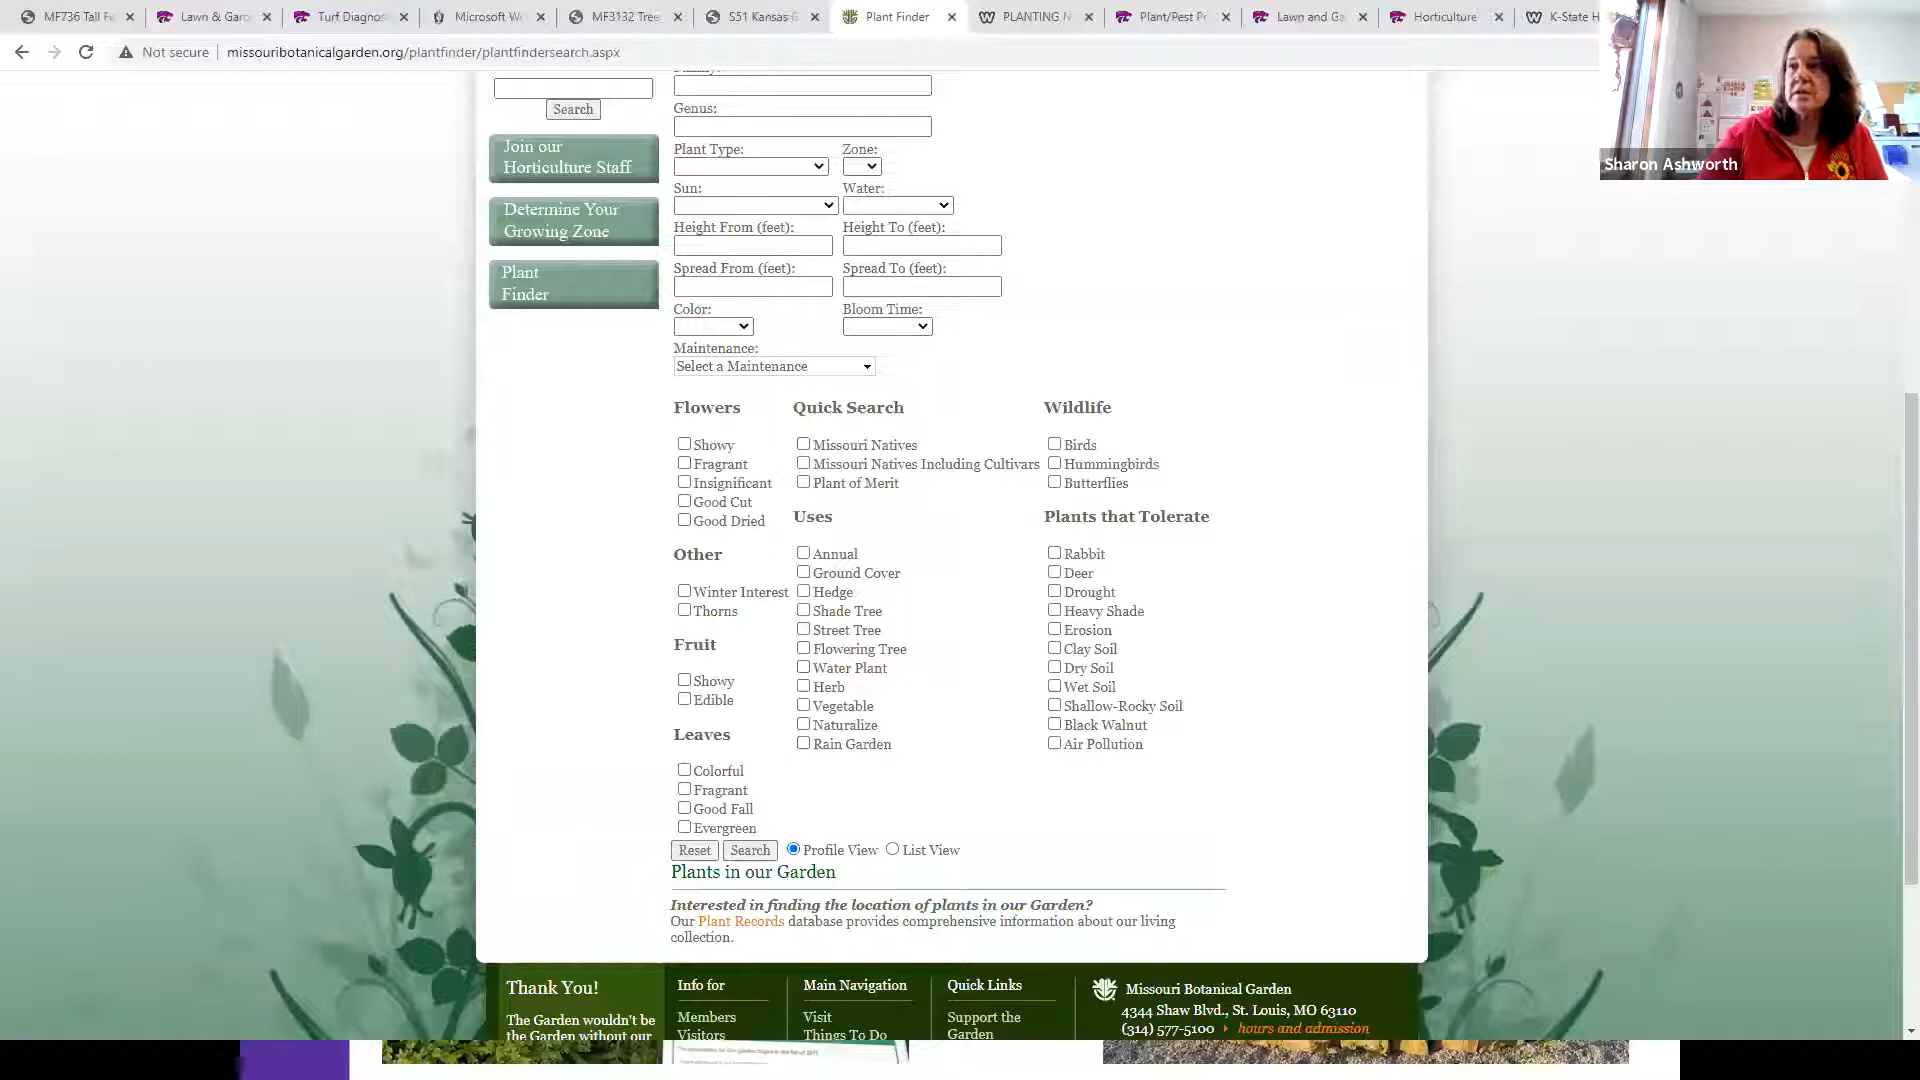 MF736 Tall Fe
Lawn & Gard
Turf Diagnos
Microsoft W
MF3132 Tree
S51 Kansas G
Plant Finder
PLANTING N
Plant/Pest Pr
Lawn and Ga
Horticulture
K-State H
Not secure
missouribotanicalgarden.org/plantfinder/plantfindersearch.aspx
Sharon Ashworth
Search
Join our
Horticulture Staff
Determine Your
Growing Zone
Plant
Finder
Genus:
Plant Type: Zone:
Sun: Water:
Height From (feet): Height To (feet):
Spread From (feet): Spread To (feet):
Color: Bloom Time:
Maintenance:
Select a Maintenance
Flowers
Showy
Fragrant
Insignificant
Good Cut
Good Dried
Other
Winter Interest
Thorns
Fruit
Showy
Edible
Leaves
Colorful
Fragrant
Good Fall
Evergreen
Quick Search
Missouri Natives
Missouri Natives Including Cultivars
Plant of Merit
Uses
Annual
Ground Cover
Hedge
Shade Tree
Street Tree
Flowering Tree
Water Plant
Herb
Vegetable
Naturalize
Rain Garden
Wildlife
Birds
Hummingbirds
Butterflies
Plants that Tolerate
Rabbit
Deer
Drought
Heavy Shade
Erosion
Clay Soil
Dry Soil
Wet Soil
Shallow-Rocky Soil
Black Walnut
Air Pollution
Reset Search Profile View List View
Plants in our Garden
Interested in finding the location of plants in our Garden?
Our Plant Records database provides comprehensive information about our living
collection.
Thank You!
The Garden wouldn't be
the Garden without our
Info for
Members
Visitors
Main Navigation
Visit
Things To Do
Quick Links
Support the
Garden
Missouri Botanical Garden
4344 Shaw Blvd., St. Louis, MO 63110
(314) 577-5100 hours and admission